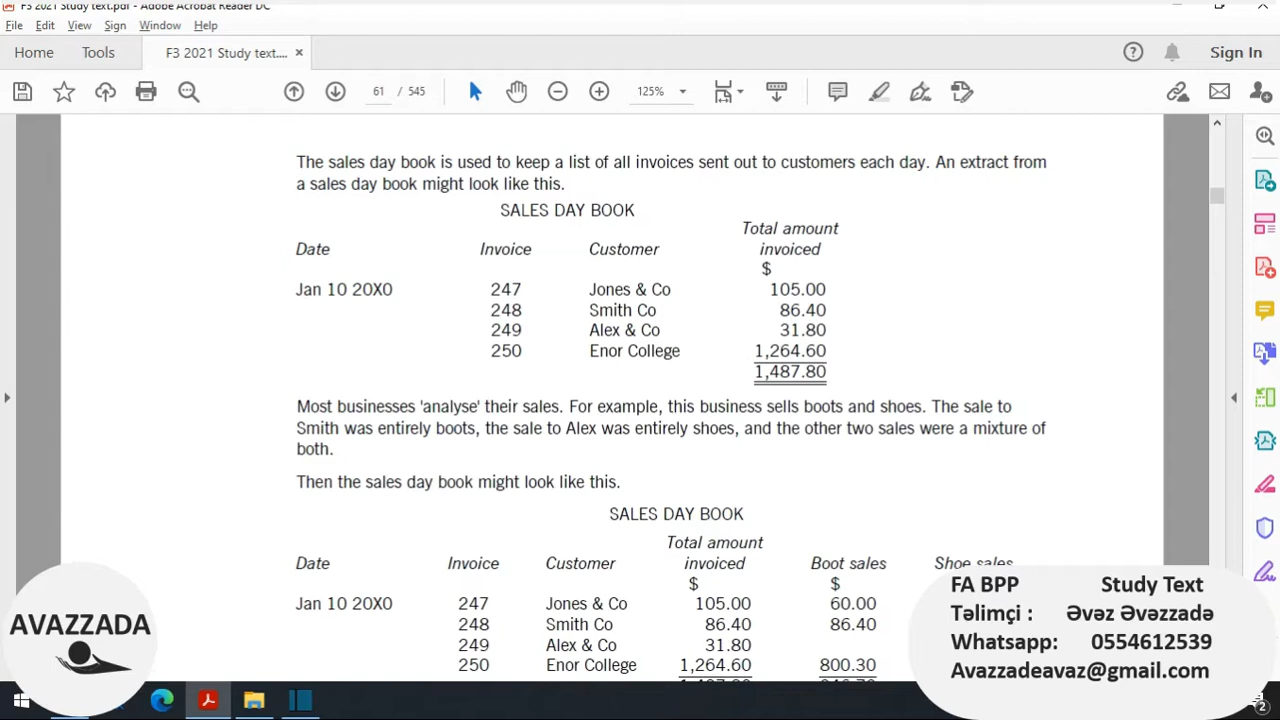 F3 2021 Study text.pdf - Adobe Acrobat Reader DC
File Edit View Sign Window Help
Home Tools F3 2021 Study text.... × Sign In
61 / 545 125%
The sales day book is used to keep a list of all invoices sent out to customers each day. An extract from
a sales day book might look like this.
SALES DAY BOOK
Total amount
Date Invoice Customer invoiced
$
Jan 10 20X0 247 Jones & Co 105.00
248 Smith Co 86.40
249 Alex & Co 31.80
250 Enor College 1,264.60
1,487.80
Most businesses 'analyse' their sales. For example, this business sells boots and shoes. The sale to
Smith was entirely boots, the sale to Alex was entirely shoes, and the other two sales were a mixture of
both.
Then the sales day book might look like this.
SALES DAY BOOK
Total amount
Date Invoice Customer invoiced Boot sales Shoe sales
$ $
Jan 10 20X0 247 Jones & Co 105.00 60.00
248 Smith Co 86.40 86.40
249 Alex & Co 31.80
250 Enor College 1,264.60 800.30
AVAZZADA
FA BPP Study Text
Təlimçi : Əvəz Əvəzzadə
Whatsapp: 0554612539
Avazzadeavaz@gmail.com
2